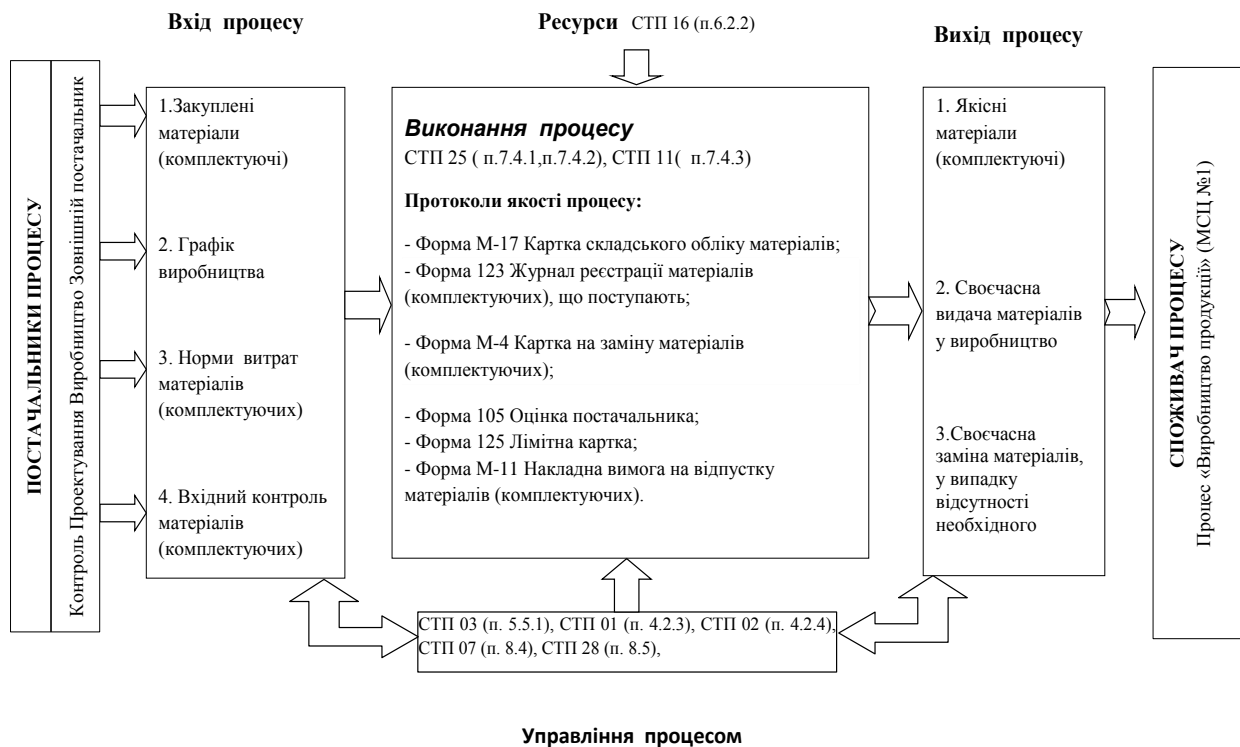 Вхід процесу
Ресурси СТП 16 (п.6.2.2)
Вихід процесу
ПОСТАЧАЛЬНИКИ ПРОЦЕСУ
Контроль Проектування Виробництво Зовнішній постачальник
1.Закуплені
матеріали
(комплектуючі)
2. Графік
виробництва
3. Норми витрат
матеріалів
(комплектуючих)
4. Вхідний контроль
матеріалів
(комплектуючих)
Виконання процесу
СТП 25 ( п.7.4.1,п.7.4.2), СТП 11( п.7.4.3)
Протоколи якості процесу:
- Форма М-17 Картка складського обліку матеріалів;
- Форма 123 Журнал реєстрації матеріалів
(комплектуючих), що поступають;
- Форма М-4 Картка на заміну матеріалів
(комплектуючих);
- Форма 105 Оцінка постачальника;
- Форма 125 Лімітна картка;
- Форма М-11 Накладна вимога на відпустку
матеріалів (комплектуючих).
1. Якісні
матеріали
(комплектуючі)
2. Своєчасна
видача матеріалів
у виробництво
3.Своєчасна
заміна матеріалів,
у випадку
відсутності
необхідного
СПОЖИВАЧ ПРОЦЕСУ
Процес «Виробництво продукції» (МСЦ №1)
СТП 03 (п. 5.5.1), СТП 01 (п. 4.2.3), СТП 02 (п. 4.2.4),
СТП 07 (п. 8.4), СТП 28 (п. 8.5),
Управління процесом